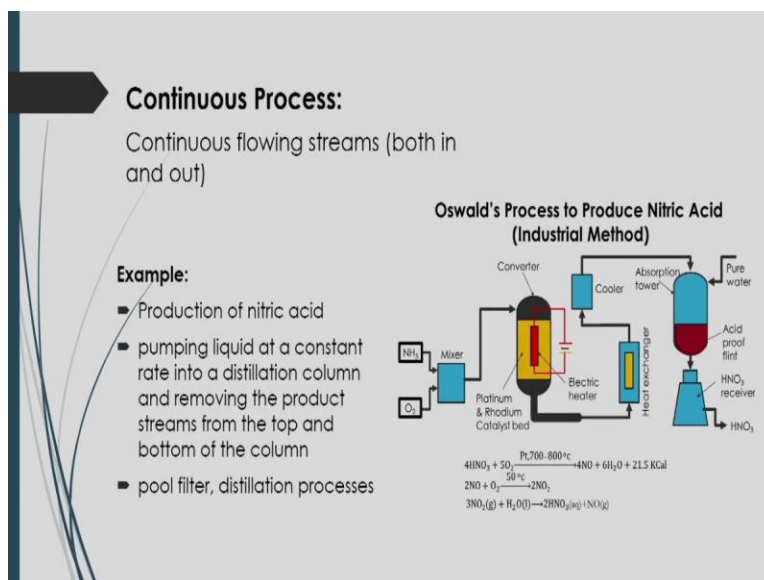 Continuous Process:
Continuous flowing streams (both in
and out)
Oswald's Process to Produce Nitric Acid
(Industrial Method)
Example:
Production of nitric acid
pumping liquid at a constant
rate into a distillation column
and removing the product
streams from the top and
bottom of the column
pool filter, distillation processes
NH₃
O₂
Mixer
Converter
Platinum
& Rhodium
Catalyst bed
Electric
heater
Heat exchanger
Cooler
Absorption
tower
Pure
water
Acid
proof
flint
HNO₃
receiver
HNO₃
4HNO₃ + 5O₂ —Pt,700–800 °c→ 4NO + 6H₂O + 21.5 KCal
2NO + O₂ —50 °c→ 2NO₂
3NO₂(g) + H₂O(l)⟶2HNO₃(aq)+NO(g)